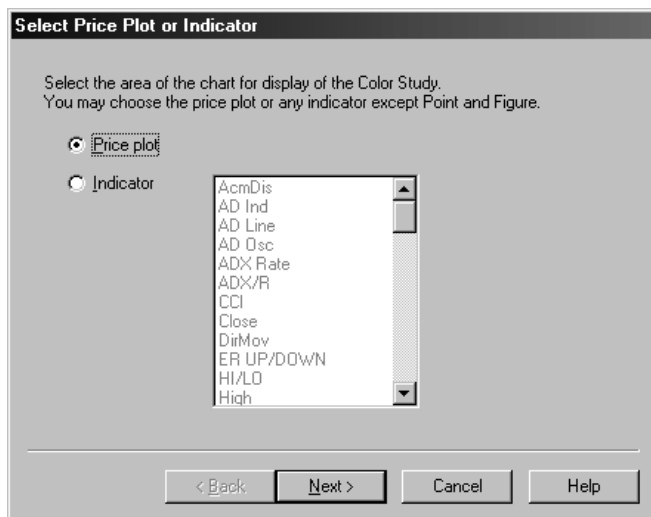 Select Price Plot or Indicator
Select the area of the chart for display of the Color Study.
You may choose the price plot or any indicator except Point and Figure.
Price plot
Indicator
AcmDis
AD Ind
AD Line
AD Osc
ADX Rate
ADX/R
CCI
Close
DirMov
ER UP/DOWN
HI/LO
High
< Back
Next >
Cancel
Help